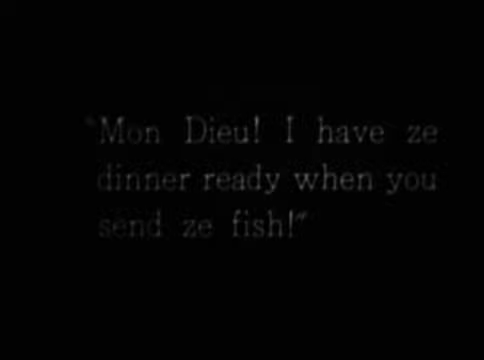 "Mon Dieu! I have ze
dinner ready when you
send ze fish!"